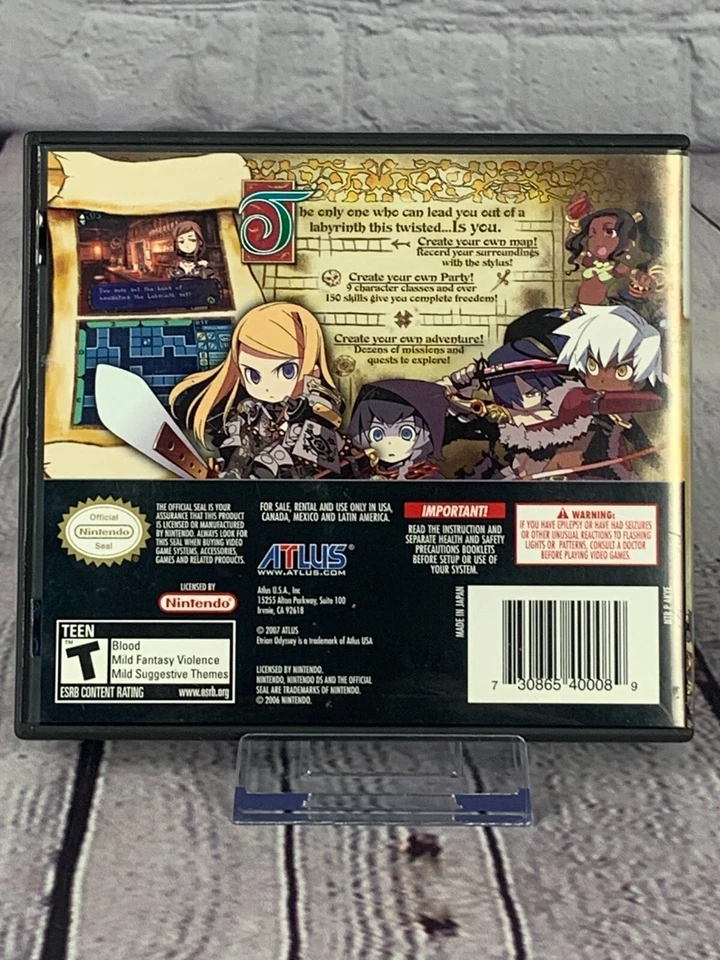 The only one who can lead you out of a
labyrinth this twisted...Is you.
Create your own map!
Record your surroundings
with the stylus!
Create your own Party!
9 character classes and over
150 skills give you complete freedom!
Create your own adventure!
Dozens of missions and
quests to explore!
Official
Nintendo
Seal
THE OFFICIAL SEAL IS YOUR
ASSURANCE THAT THIS PRODUCT
IS LICENSED OR MANUFACTURED
BY NINTENDO. ALWAYS LOOK FOR
THIS SEAL WHEN BUYING VIDEO
GAME SYSTEMS, ACCESSORIES,
GAMES AND RELATED PRODUCTS.
LICENSED BY
Nintendo
TEEN
T
Blood
Mild Fantasy Violence
Mild Suggestive Themes
ESRB CONTENT RATING www.esrb.org
FOR SALE, RENTAL AND USE ONLY IN USA,
CANADA, MEXICO AND LATIN AMERICA.
ATLUS®
WWW.ATLUS.COM
Atlus U.S.A., Inc
15255 Alton Parkway, Suite 100
Irvnie, CA 92618
© 2007 ATLUS
Etrian Odyssey is a trademark of Atlus USA
LICENSED BY NINTENDO.
NINTENDO, NINTENDO DS AND THE OFFICIAL
SEAL ARE TRADEMARKS OF NINTENDO.
© 2006 NINTENDO.
IMPORTANT!
READ THE INSTRUCTION AND
SEPARATE HEALTH AND SAFETY
PRECAUTIONS BOOKLETS
BEFORE SETUP OR USE OF
YOUR SYSTEM.
WARNING:
IF YOU HAVE EPILEPSY OR HAVE HAD SEIZURES
OR OTHER UNUSUAL REACTIONS TO FLASHING
LIGHTS OR PATTERNS, CONSULT A DOCTOR
BEFORE PLAYING VIDEO GAMES.
MADE IN JAPAN
7 30865 40008 9